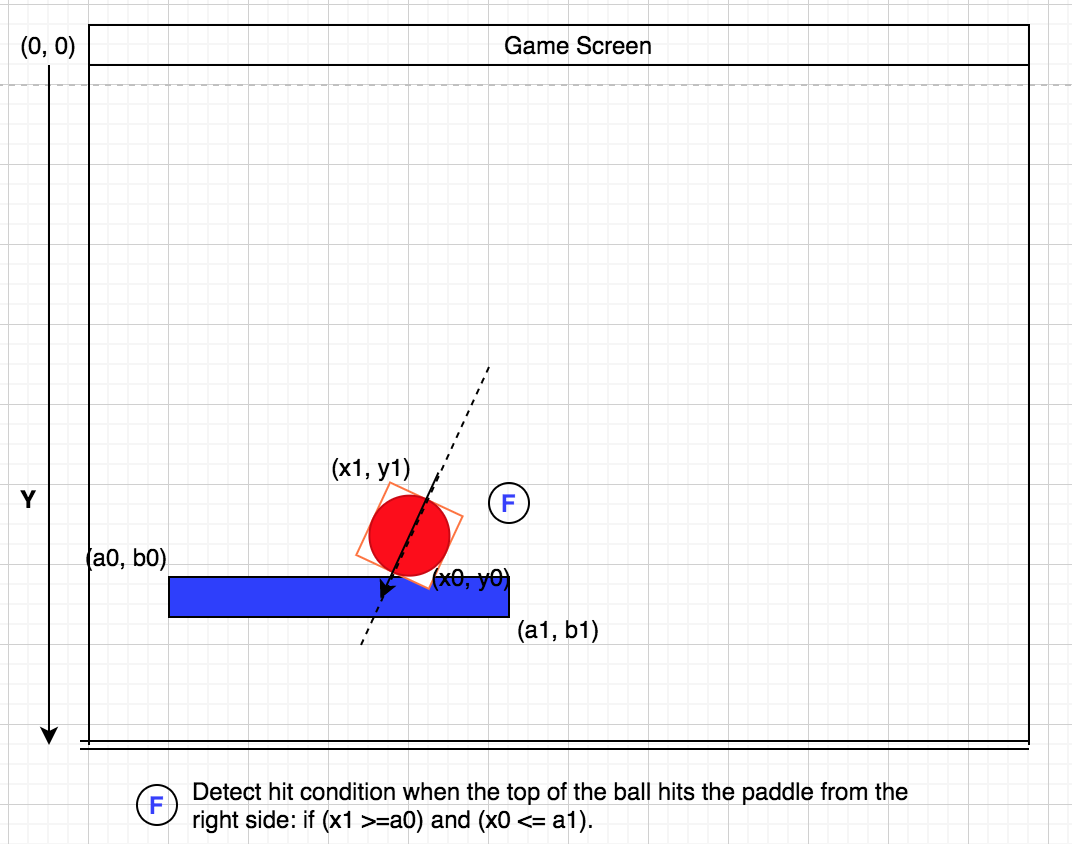 (0, 0)
Game Screen
(x1, y1)
Y
F
(a0, b0)
(x0, y0)
(a1, b1)
F
Detect hit condition when the top of the ball hits the paddle from the
right side: if (x1 >=a0) and (x0 <= a1).